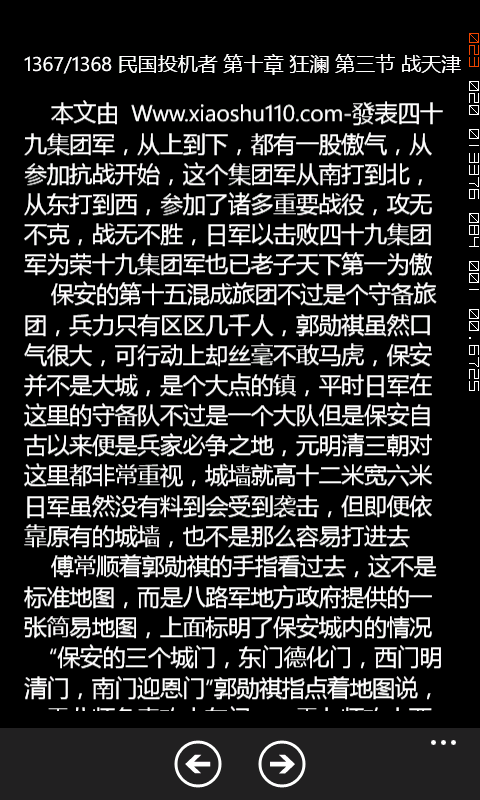 1367/1368 民国投机者 第十章 狂澜 第三节 战天津
本文由 Www.xiaoshu110.com-發表四十
九集团军，从上到下，都有一股傲气，从
参加抗战开始，这个集团军从南打到北，
从东打到西，参加了诸多重要战役，攻无
不克，战无不胜，日军以击败四十九集团
军为荣十九集团军也已老子天下第一为傲
保安的第十五混成旅团不过是个守备旅
团，兵力只有区区几千人，郭勋祺虽然口
气很大，可行动上却丝毫不敢马虎，保安
并不是大城，是个大点的镇，平时日军在
这里的守备队不过是一个大队但是保安自
古以来便是兵家必争之地，元明清三朝对
这里都非常重视，城墙就高十二米宽六米
日军虽然没有料到会受到袭击，但即便依
靠原有的城墙，也不是那么容易打进去
傅常顺着郭勋祺的手指看过去，这不是
标准地图，而是八路军地方政府提供的一
张简易地图，上面标明了保安城内的情况
“保安的三个城门，东门德化门，西门明
清门，南门迎恩门”郭勋祺指点着地图说，
023 020 013376 084 001 00.6725